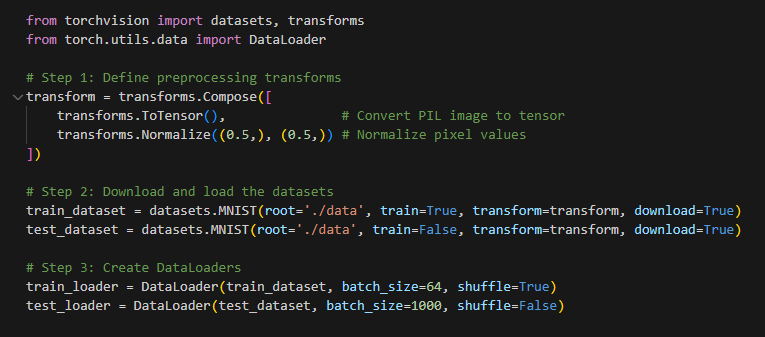 from torchvision import datasets, transforms
from torch.utils.data import DataLoader
# Step 1: Define preprocessing transforms
transform = transforms.Compose([
    transforms.ToTensor(),               # Convert PIL image to tensor
    transforms.Normalize((0.5,), (0.5,)) # Normalize pixel values
])
# Step 2: Download and load the datasets
train_dataset = datasets.MNIST(root='./data', train=True, transform=transform, download=True)
test_dataset = datasets.MNIST(root='./data', train=False, transform=transform, download=True)
# Step 3: Create DataLoaders
train_loader = DataLoader(train_dataset, batch_size=64, shuffle=True)
test_loader = DataLoader(test_dataset, batch_size=1000, shuffle=False)